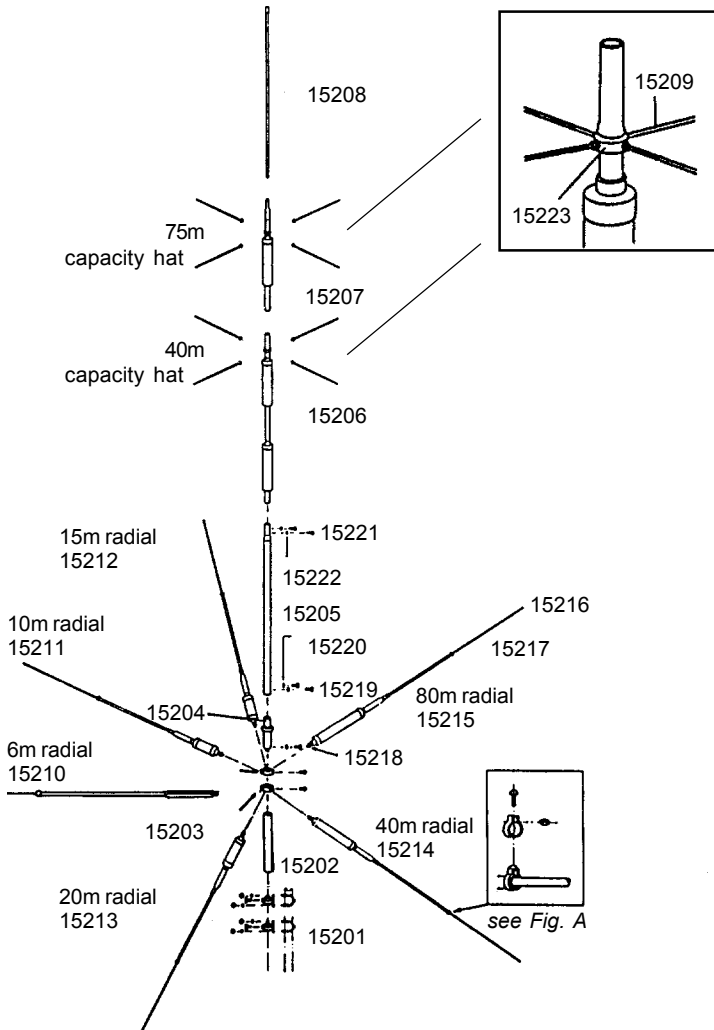 15208
15209
15223
75m
capacity hat
15207
40m
capacity hat
15206
15m radial
15212
15221
15222
15205
15220
15219
15216
15217
10m radial
15211
80m radial
15215
15204
15218
6m radial
15210
15203
15202
40m radial
15214
20m radial
15213
15201
see Fig. A